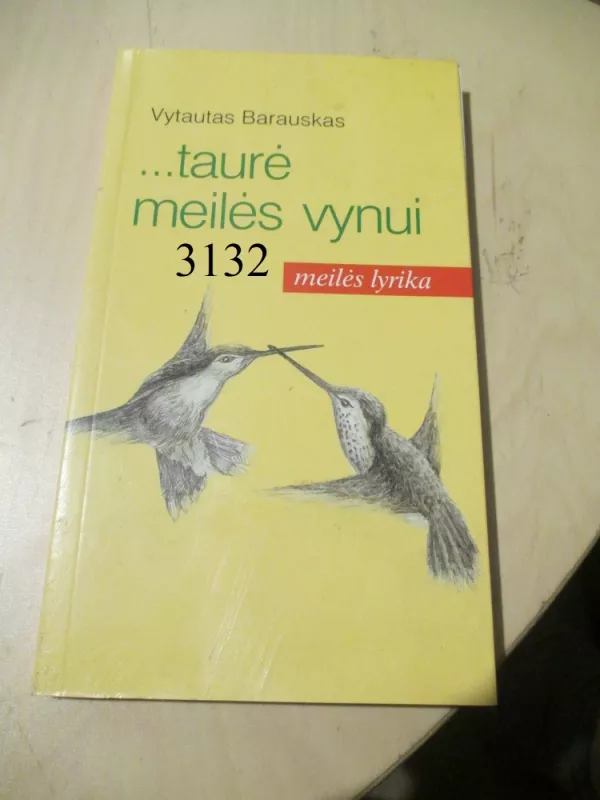 Vytautas Barauskas
...taurė
meilės vynui
3132
meilės lyrika